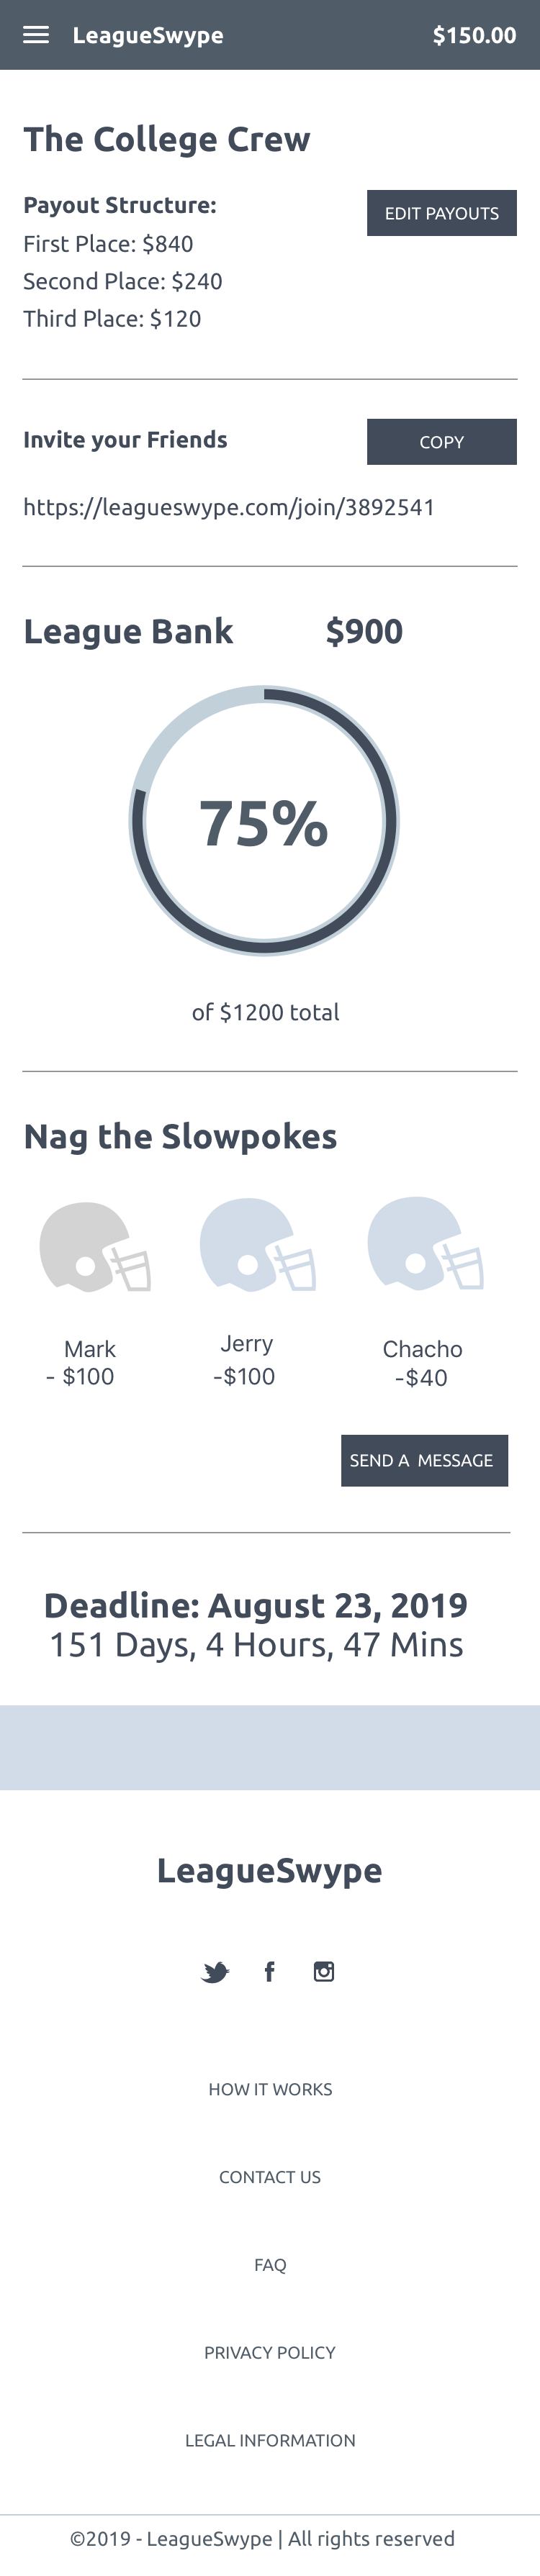 LeagueSwype $150.00
The College Crew
Payout Structure: EDIT PAYOUTS
First Place: $840
Second Place: $240
Third Place: $120
Invite your Friends COPY
https://leagueswype.com/join/3892541
League Bank $900
75%
of $1200 total
Nag the Slowpokes
Mark Jerry Chacho
- $100 -$100 -$40
SEND A MESSAGE
Deadline: August 23, 2019
151 Days, 4 Hours, 47 Mins
LeagueSwype
HOW IT WORKS
CONTACT US
FAQ
PRIVACY POLICY
LEGAL INFORMATION
©2019 - LeagueSwype | All rights reserved